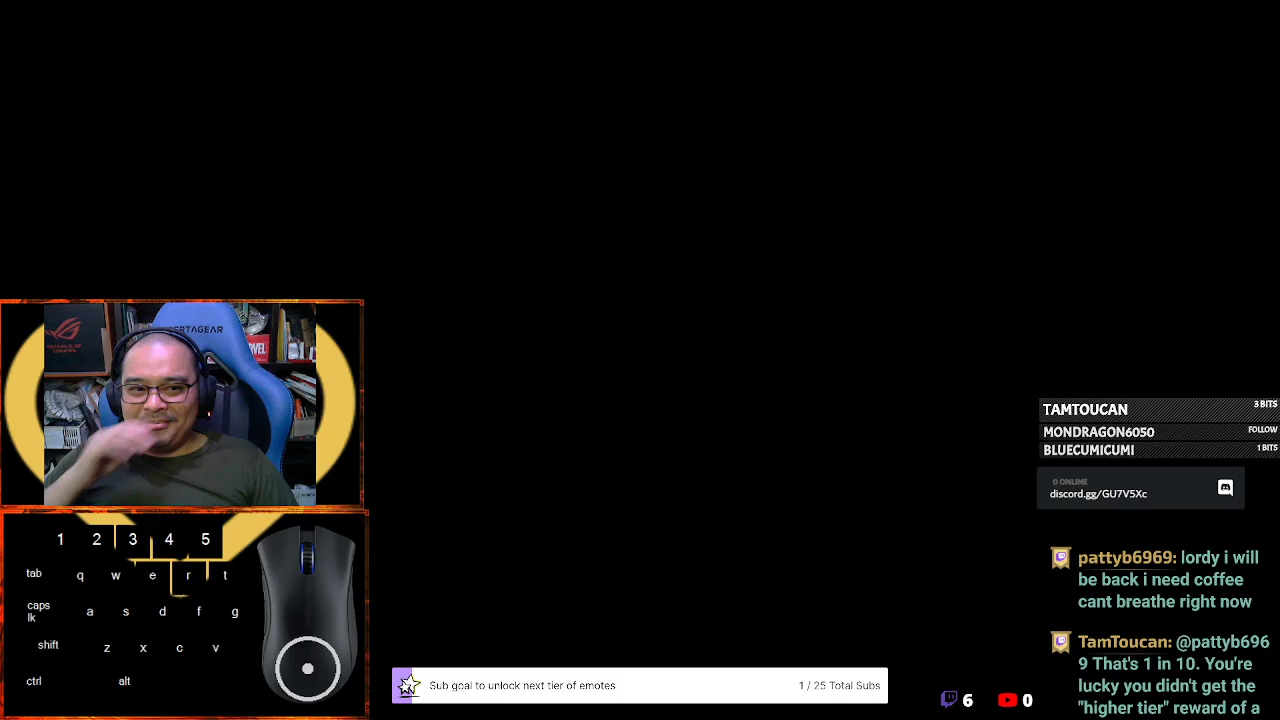 ERTAGEAR
MARVEL
1 2 3 4 5
tab q w e r t
caps lk a s d f g
shift z x c v
ctrl alt
Sub goal to unlock next tier of emotes 1 / 25 Total Subs
TAMTOUCAN 3 BITS
MONDRAGON6050 FOLLOW
BLUECUMICUMI 1 BITS
0 ONLINE
discord.gg/GU7V5Xc
pattyb6969: lordy i will
be back i need coffee
cant breathe right now
TamToucan: @pattyb696
9 That's 1 in 10. You're
lucky you didn't get the
"higher tier" reward of a
6 0